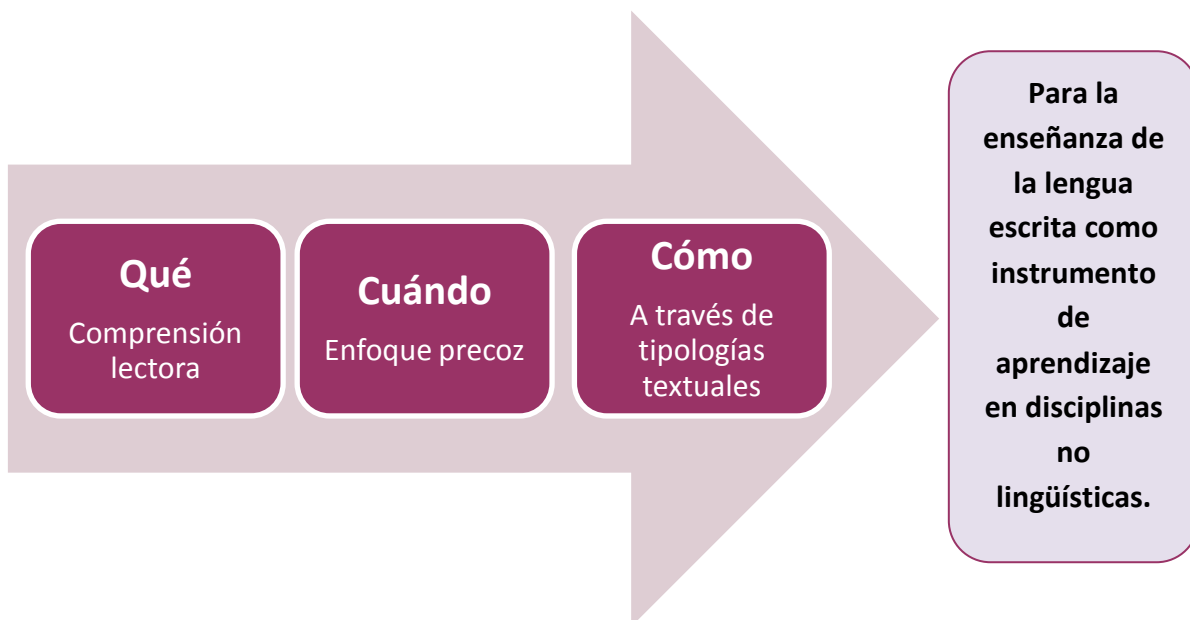 Qué
Comprensión
lectora
Cuándo
Enfoque precoz
Cómo
A través de
tipologías
textuales
Para la
enseñanza de
la lengua
escrita como
instrumento
de
aprendizaje
en disciplinas
no
lingüísticas.